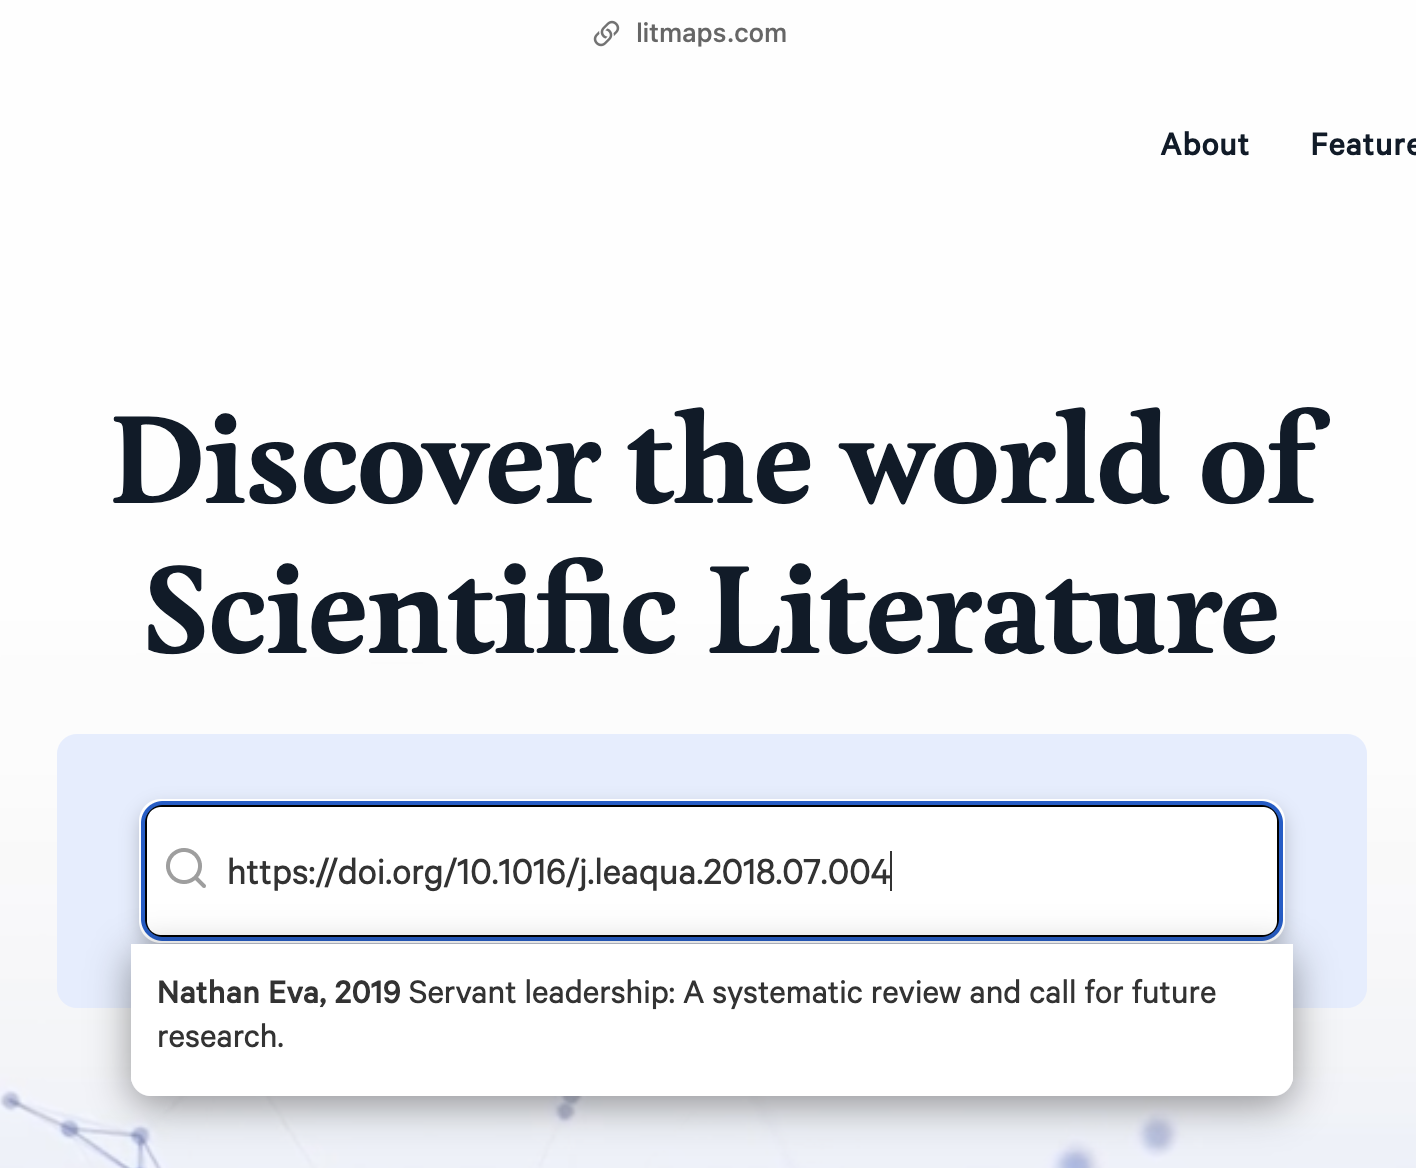 litmaps.com
About Feature
Discover the world of
Scientific Literature
https://doi.org/10.1016/j.leaqua.2018.07.004
Nathan Eva, 2019 Servant leadership: A systematic review and call for future
research.